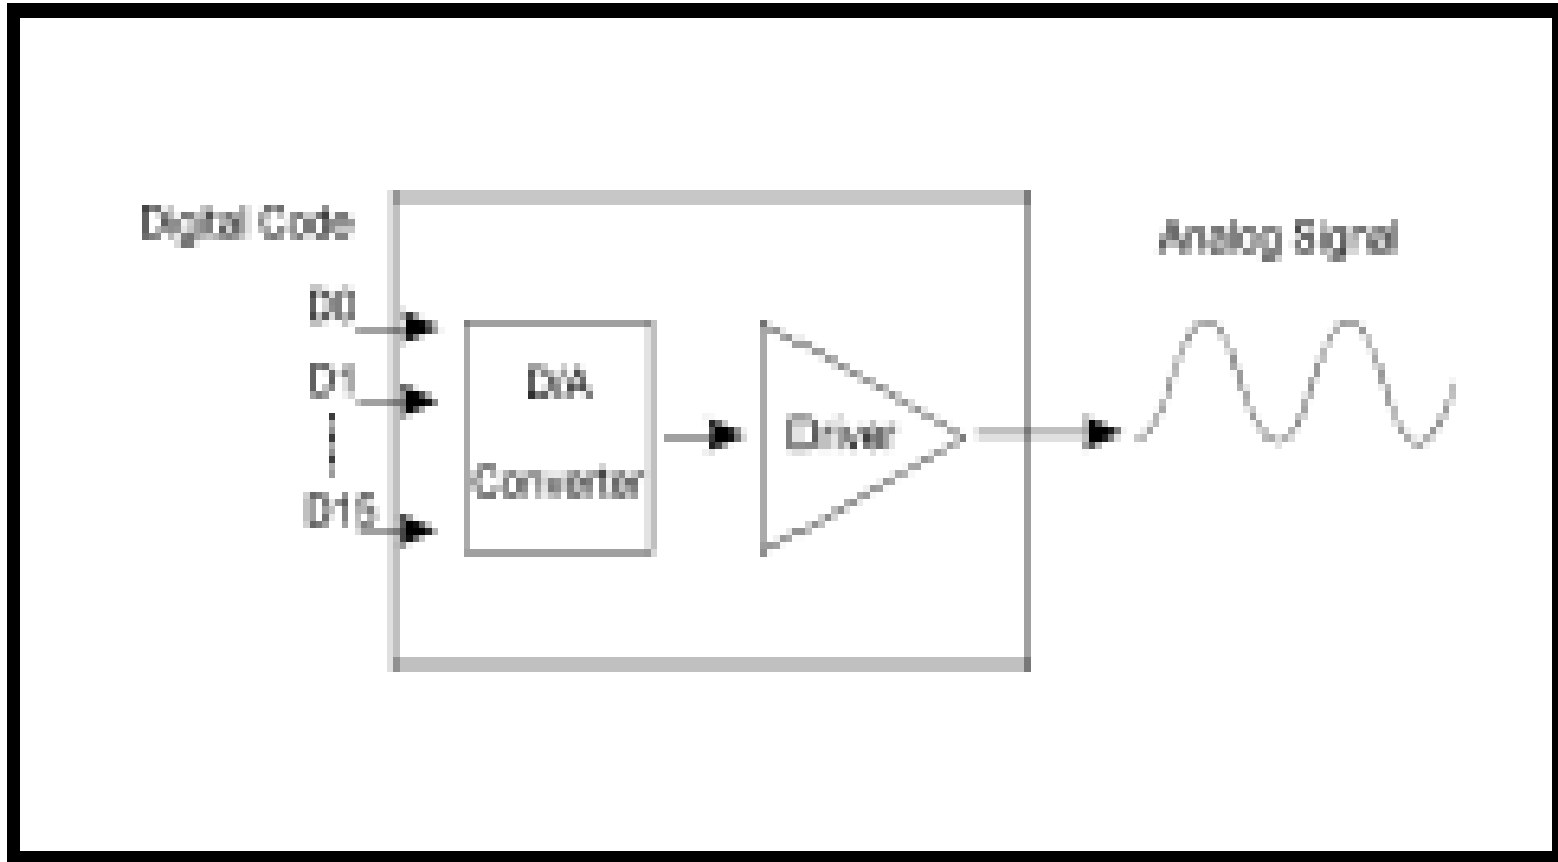 Digital Code
D0
D1
D15
D/A
Converter
Driver
Analog Signal